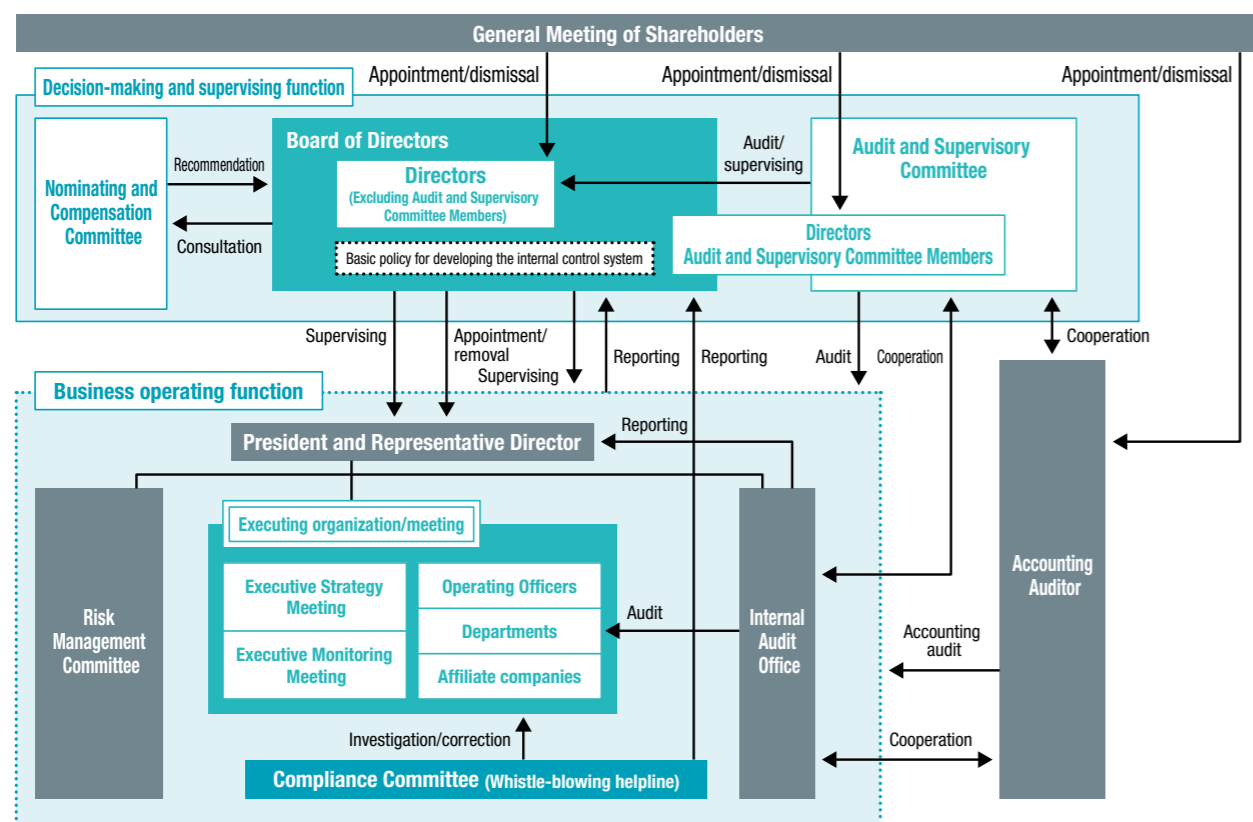 General Meeting of Shareholders
Appointment/dismissal
Appointment/dismissal
Appointment/dismissal
Decision-making and supervising function
Nominating and
Compensation
Committee
Recommendation
Consultation
Board of Directors
Directors
(Excluding Audit and Supervisory
Committee Members)
Basic policy for developing the internal control system
Audit/
supervising
Audit and Supervisory
Committee
Directors
Audit and Supervisory Committee Members
Supervising
Appointment/
removal
Supervising
Reporting
Reporting
Audit
Cooperation
Cooperation
Business operating function
President and Representative Director
Reporting
Risk
Management
Committee
Executing organization/meeting
Executive Strategy
Meeting
Executive Monitoring
Meeting
Operating Officers
Departments
Affiliate companies
Audit
Internal
Audit
Office
Accounting
Auditor
Accounting
audit
Cooperation
Investigation/correction
Compliance Committee (Whistle-blowing helpline)